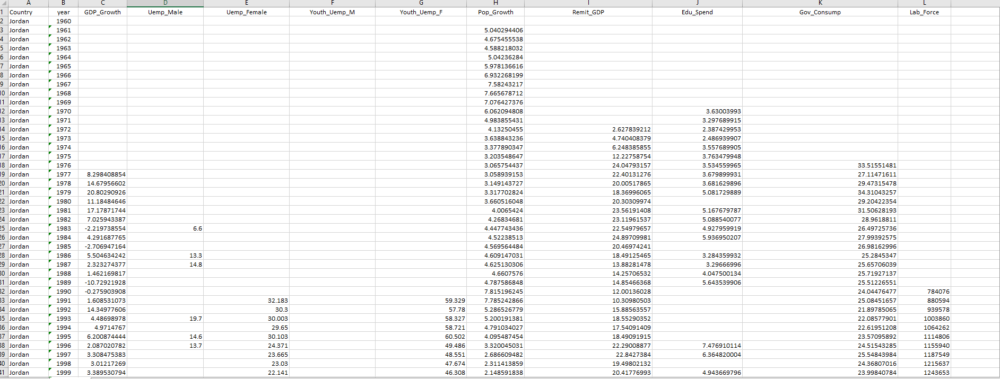 A B C D E F G H I J K L
1 Country year GDP_Growth Uemp_Male Uemp_Female Youth_Uemp_M Youth_Uemp_F Pop_Growth Remit_GDP Edu_Spend Gov_Consump Lab_Force
2 Jordan 1960
3 Jordan 1961 5.040294406
4 Jordan 1962 4.675455538
5 Jordan 1963 4.588218032
6 Jordan 1964 5.04236284
7 Jordan 1965 5.978136616
8 Jordan 1966 6.932268199
9 Jordan 1967 7.58243217
10 Jordan 1968 7.665678712
11 Jordan 1969 7.076427376
12 Jordan 1970 6.062094808 3.63003993
13 Jordan 1971 4.983855431 3.297689915
14 Jordan 1972 4.13250455 2.627839212 2.387429953
15 Jordan 1973 3.638843236 4.740408379 2.486939907
16 Jordan 1974 3.377890347 6.248385855 3.557689905
17 Jordan 1975 3.203548647 12.22758754 3.763479948
18 Jordan 1976 3.065754437 24.04793157 3.534559965 33.51551481
19 Jordan 1977 8.298408854 3.058939153 22.40131276 3.679899931 27.11471611
20 Jordan 1978 14.67956602 3.149143727 20.00517865 3.681629896 29.47315478
21 Jordan 1979 20.80290926 3.317702824 18.36996065 5.081729889 34.31043257
22 Jordan 1980 11.18484646 3.660516048 20.30309974 29.20422354
23 Jordan 1981 17.17871744 4.0065424 23.56191408 5.167679787 31.50628193
24 Jordan 1982 7.025943387 4.26834681 23.11961537 5.088540077 28.9618811
25 Jordan 1983 -2.219738554 6.6 4.447743436 22.54979657 4.927959919 26.49725736
26 Jordan 1984 4.291687765 4.52238513 24.89709981 5.936950207 27.99392575
27 Jordan 1985 -2.706947164 4.569564484 20.46974241 26.98162996
28 Jordan 1986 5.504634242 13.3 4.609147031 18.49125465 3.284359932 25.2845347
29 Jordan 1987 2.323274377 14.8 4.625130306 13.88281478 3.29666996 25.65706039
30 Jordan 1988 1.462169817 4.6607576 14.25706532 4.047500134 25.71927137
31 Jordan 1989 -10.72921928 4.787586848 14.85466368 5.643539906 25.51226551
32 Jordan 1990 -0.275903908 7.815196245 12.00136028 24.04476477 784076
33 Jordan 1991 1.608531073 32.183 59.329 7.785242866 10.30980503 25.08451657 880594
34 Jordan 1992 14.34977606 30.3 57.78 5.286526779 15.88563557 21.89785065 939578
35 Jordan 1993 4.48698978 19.7 30.003 58.327 5.200191381 18.55290352 22.08577901 1003860
36 Jordan 1994 4.9714767 29.65 58.721 4.791034027 17.54091409 22.61951208 1064262
37 Jordan 1995 6.200874444 14.6 30.103 60.502 4.095487454 18.49091915 23.57095892 1114806
38 Jordan 1996 2.087020782 13.7 24.371 49.486 3.320045031 22.29008877 7.476910114 24.51543285 1155940
39 Jordan 1997 3.308475383 23.665 48.551 2.686609482 22.8427384 6.364820004 25.54843984 1187549
40 Jordan 1998 3.01217269 23.03 47.674 2.311413859 19.49802132 24.36807016 1215637
41 Jordan 1999 3.389530794 22.141 46.308 2.148591838 20.41776993 4.943669796 23.99840784 1243653